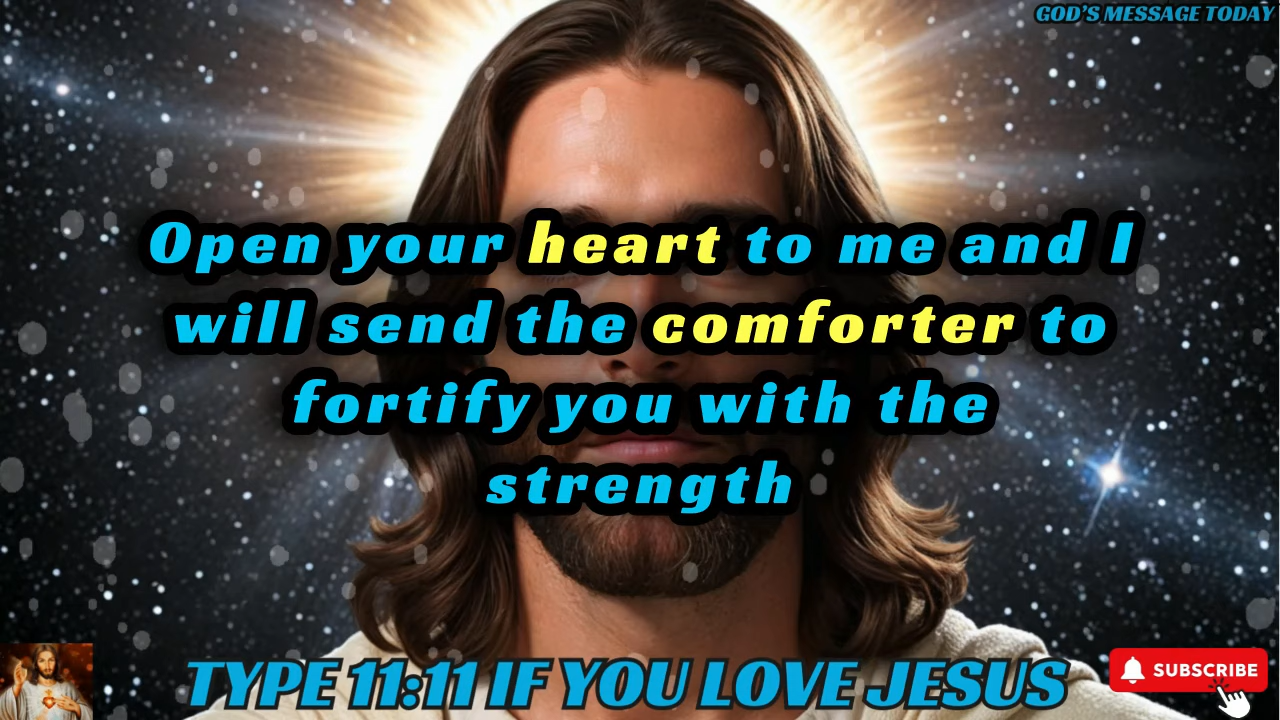 GOD'S MESSAGE TODAY
Open your heart to me and I
will send the comforter to
fortify you with the
strength
TYPE 11:11 IF YOU LOVE JESUS
SUBSCRIBE